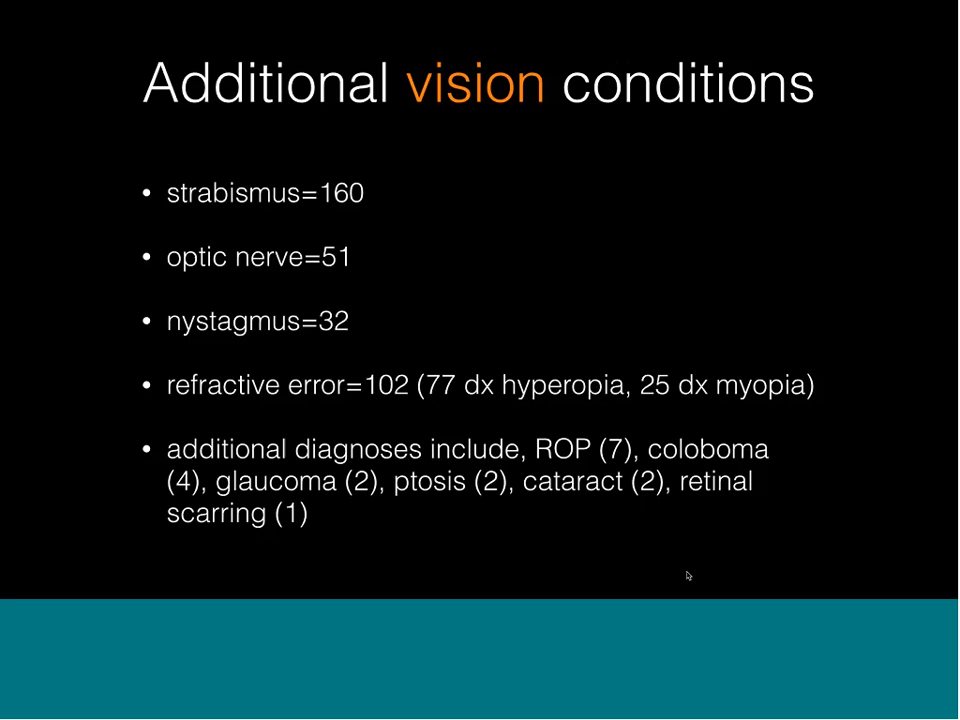 Additional vision conditions
• strabismus=160
• optic nerve=51
• nystagmus=32
• refractive error=102 (77 dx hyperopia, 25 dx myopia)
• additional diagnoses include, ROP (7), coloboma
(4), glaucoma (2), ptosis (2), cataract (2), retinal
scarring (1)